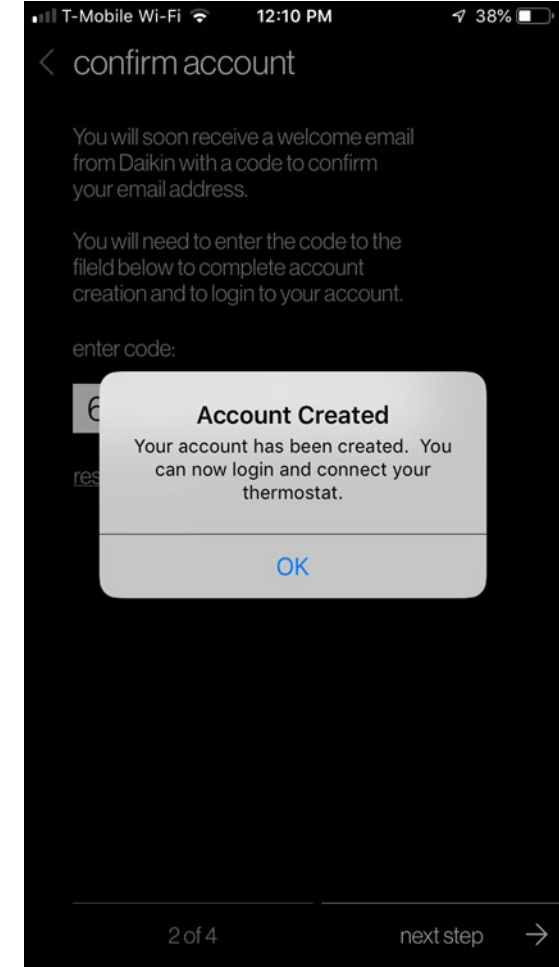 T-Mobile Wi-Fi 12:10 PM 38%
confirm account
You will soon receive a welcome email
from Daikin with a code to confirm
your email address.
You will need to enter the code to the
fileld below to complete account
creation and to login to your account.
enter code:
6
Account Created
Your account has been created. You
can now login and connect your
thermostat.
res
OK
2 of 4 next step